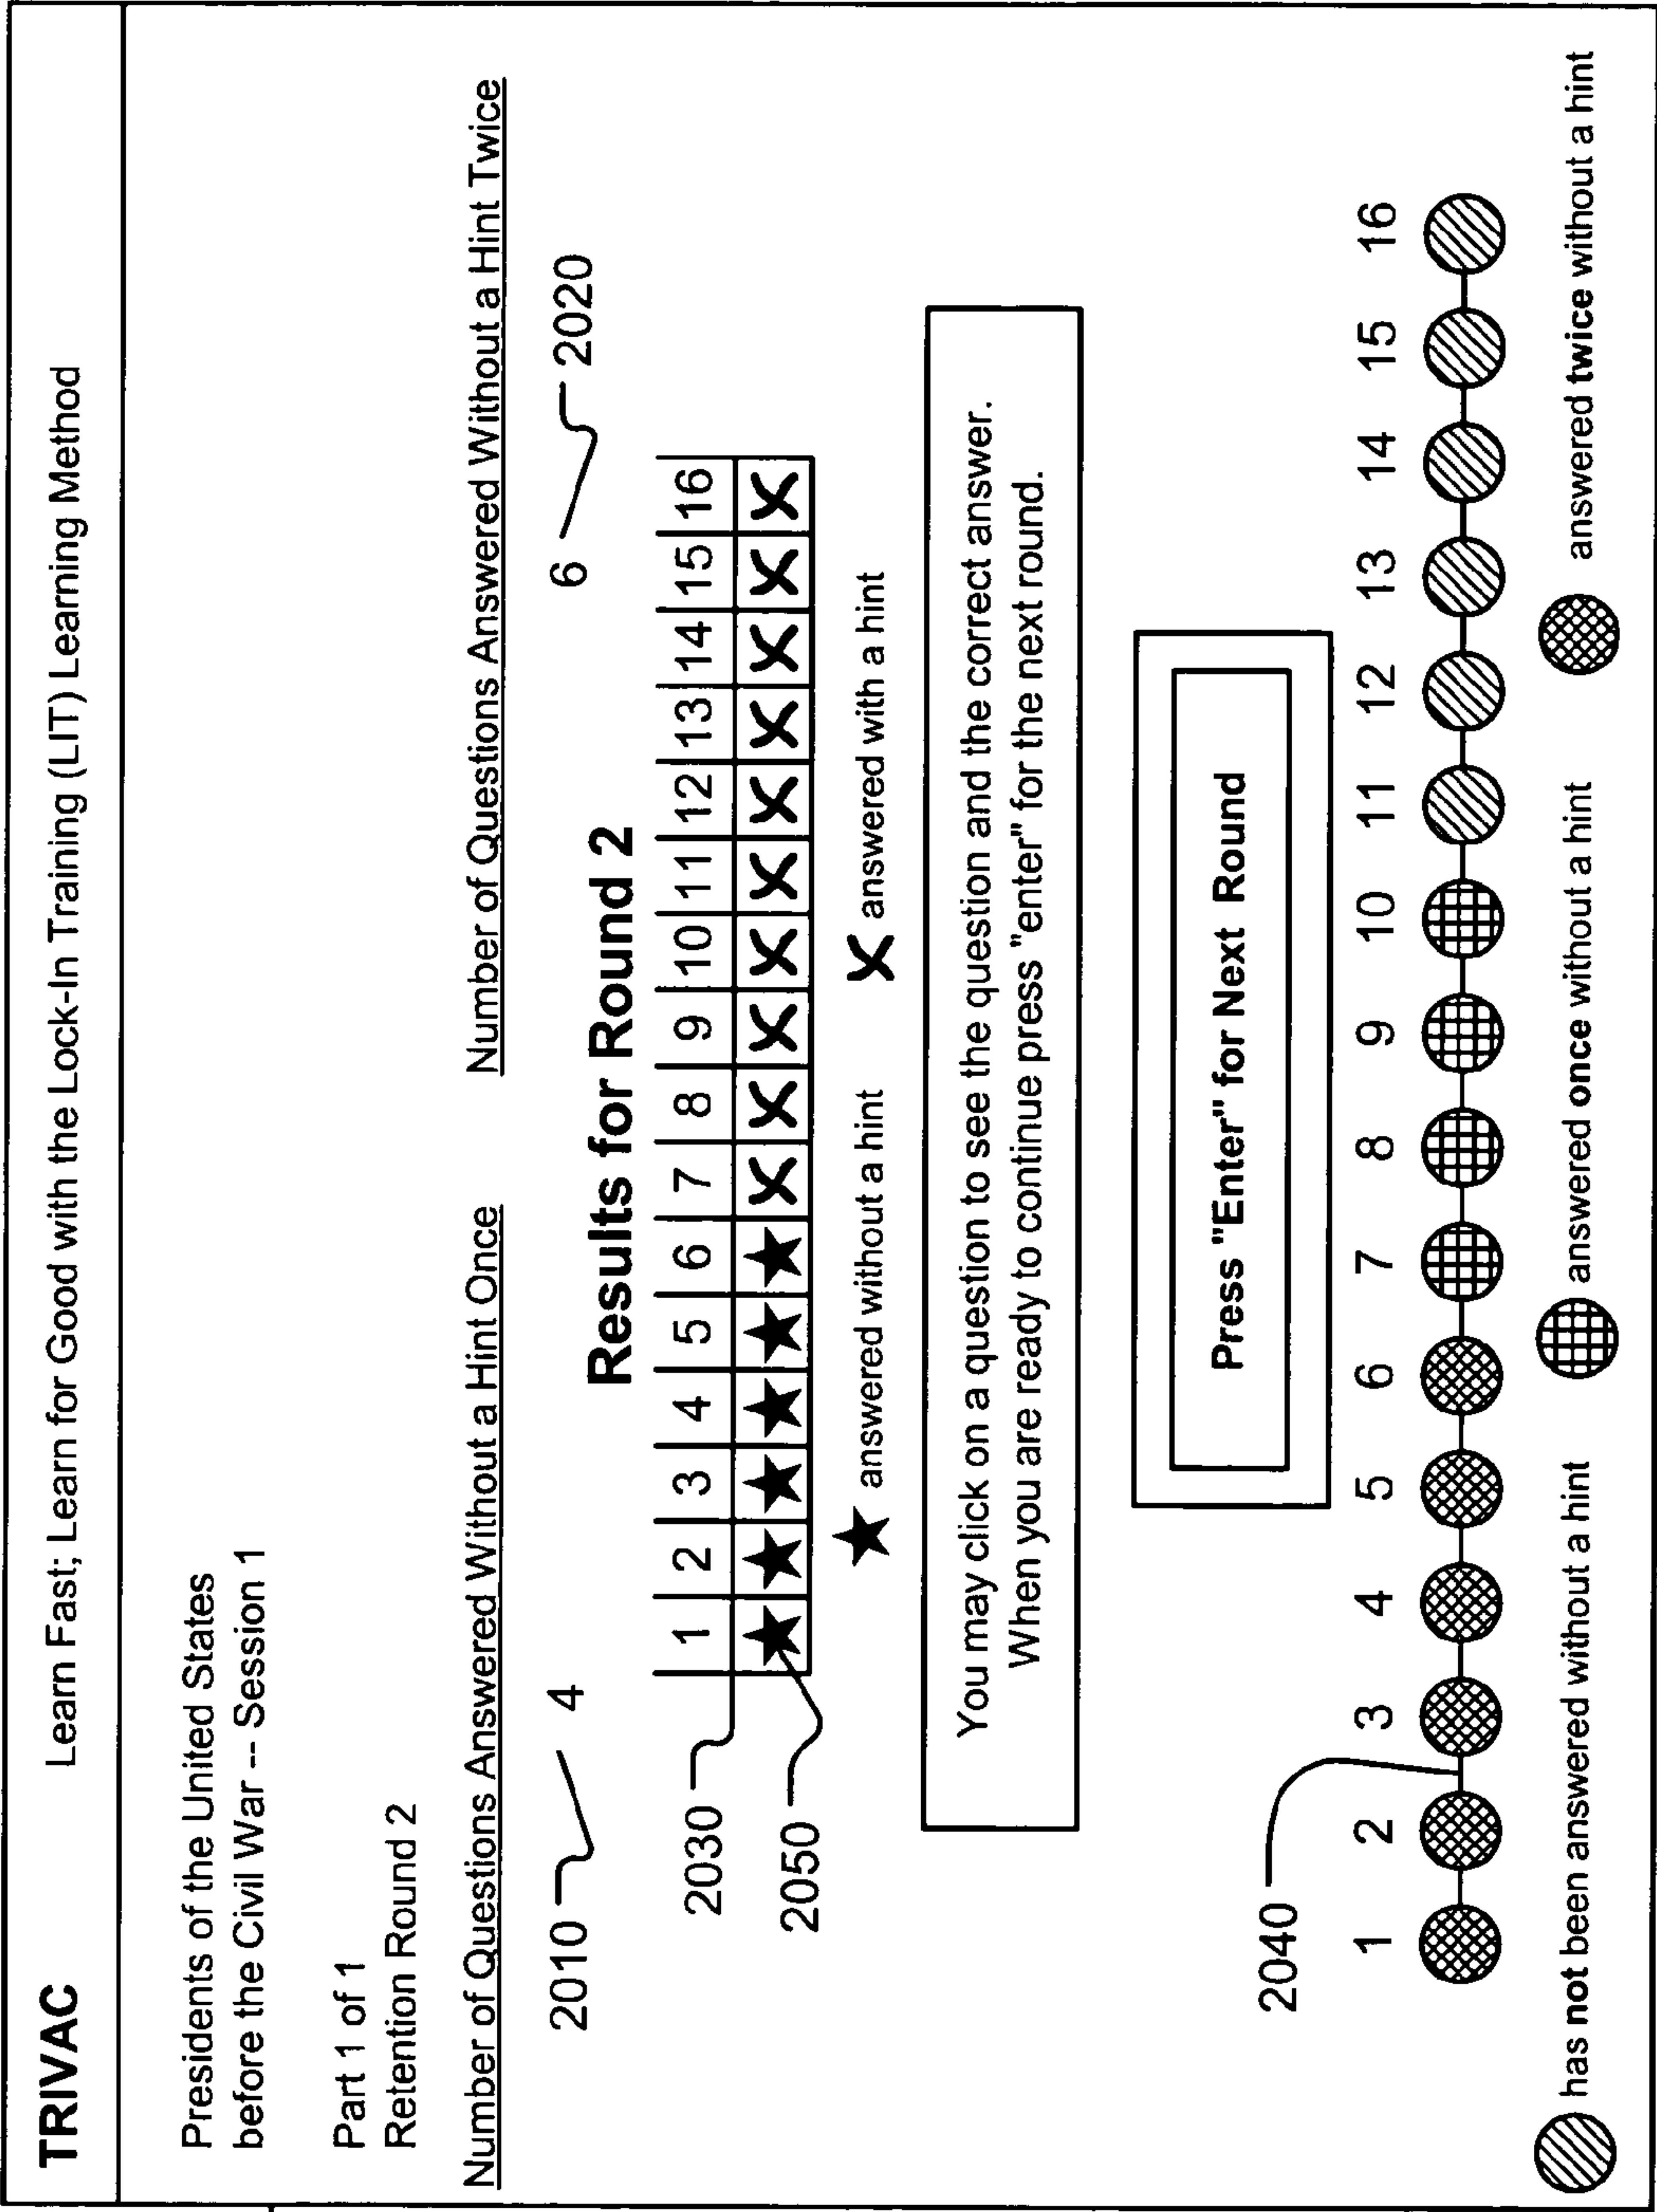 TRIVAC Learn Fast; Learn for Good with the Lock-In Training (LIT) Learning Method
Presidents of the United States
before the Civil War -- Session 1
Part 1 of 1
Retention Round 2
Number of Questions Answered Without a Hint Once Number of Questions Answered Without a Hint Twice
2010 4 6 2020
Results for Round 2
2030 1 2 3 4 5 6 7 8 9 10 11 12 13 14 15 16
2050
answered without a hint answered with a hint
You may click on a question to see the question and the correct answer.
When you are ready to continue press "enter" for the next round.
Press "Enter" for Next Round
2040
1 2 3 4 5 6 7 8 9 10 11 12 13 14 15 16
has not been answered without a hint answered once without a hint answered twice without a hint